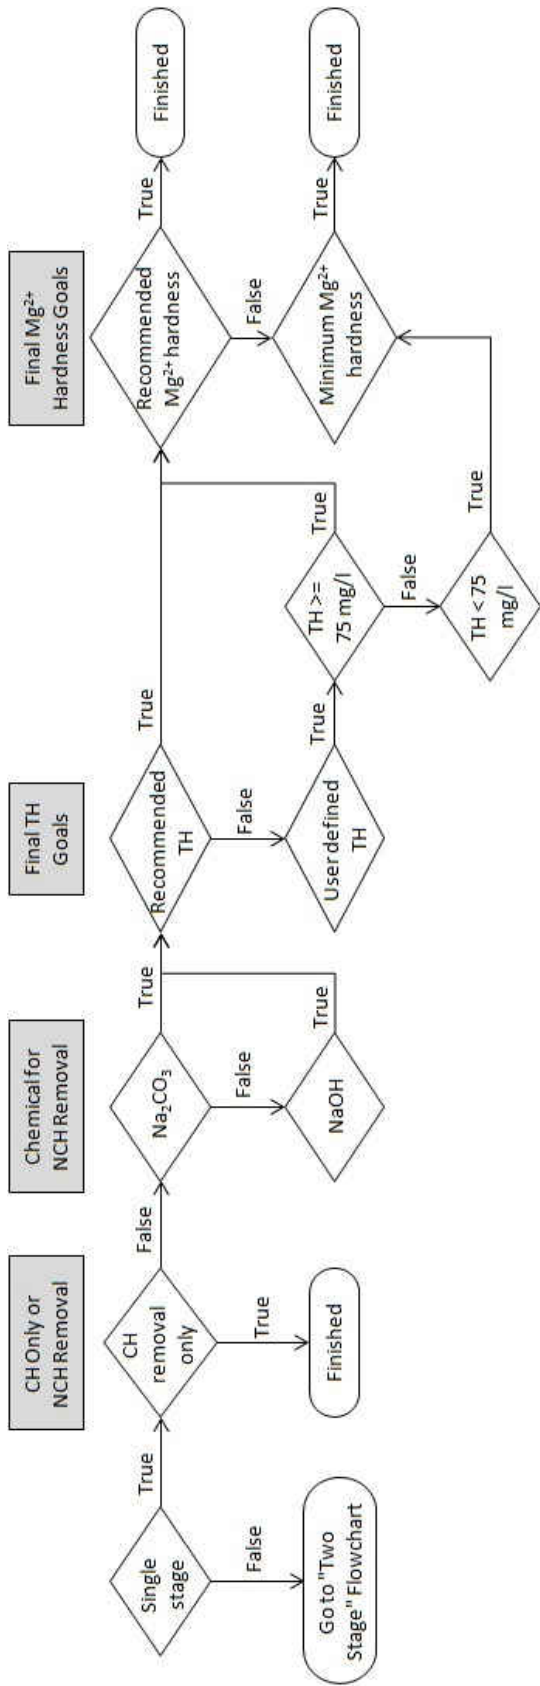 CH Only or
NCH Removal
Chemical for
NCH Removal
Final TH
Goals
Final Mg²⁺
Hardness Goals
Single
stage
True
False
Go to "Two
Stage" Flowchart
CH
removal
only
False
True
Finished
Na₂CO₃
True
False
NaOH
True
Recommended
TH
True
False
User defined
TH
True
TH >=
75 mg/l
True
False
TH < 75
mg/l
True
Recommended
Mg²⁺ hardness
True
Finished
False
Minimum Mg²⁺
hardness
True
Finished